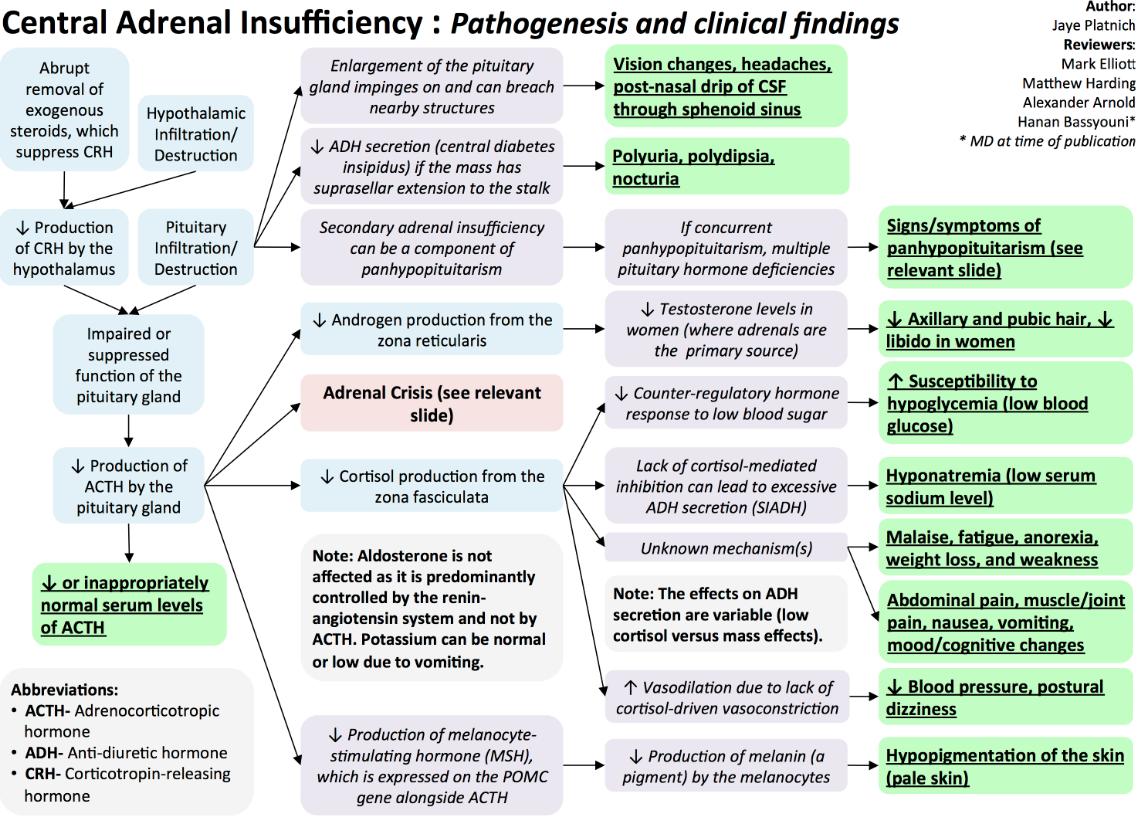 Central Adrenal Insufficiency : Pathogenesis and clinical findings
Author:
Jaye Platnich
Reviewers:
Mark Elliott
Matthew Harding
Alexander Arnold
Hanan Bassyouni*
* MD at time of publication
Abrupt
removal of
exogenous
steroids, which
suppress CRH
Hypothalamic
Infiltration/
Destruction
↓ Production
of CRH by the
hypothalamus
Pituitary
Infiltration/
Destruction
Impaired or
suppressed
function of the
pituitary gland
↓ Production of
ACTH by the
pituitary gland
↓ or inappropriately
normal serum levels
of ACTH
Abbreviations:
• ACTH- Adrenocorticotropic
hormone
• ADH- Anti-diuretic hormone
• CRH- Corticotropin-releasing
hormone
Enlargement of the pituitary
gland impinges on and can breach
nearby structures
Vision changes, headaches,
post-nasal drip of CSF
through sphenoid sinus
↓ ADH secretion (central diabetes
insipidus) if the mass has
suprasellar extension to the stalk
Polyuria, polydipsia,
nocturia
Secondary adrenal insufficiency
can be a component of
panhypopituitarism
If concurrent
panhypopituitarism, multiple
pituitary hormone deficiencies
Signs/symptoms of
panhypopituitarism (see
relevant slide)
↓ Androgen production from the
zona reticularis
↓ Testosterone levels in
women (where adrenals are
the primary source)
↓ Axillary and pubic hair, ↓
libido in women
Adrenal Crisis (see relevant
slide)
↓ Cortisol production from the
zona fasciculata
↓ Counter-regulatory hormone
response to low blood sugar
↑ Susceptibility to
hypoglycemia (low blood
glucose)
Lack of cortisol-mediated
inhibition can lead to excessive
ADH secretion (SIADH)
Hyponatremia (low serum
sodium level)
Unknown mechanism(s)
Malaise, fatigue, anorexia,
weight loss, and weakness
Abdominal pain, muscle/joint
pain, nausea, vomiting,
mood/cognitive changes
Note: Aldosterone is not
affected as it is predominantly
controlled by the renin-
angiotensin system and not by
ACTH. Potassium can be normal
or low due to vomiting.
Note: The effects on ADH
secretion are variable (low
cortisol versus mass effects).
↑ Vasodilation due to lack of
cortisol-driven vasoconstriction
↓ Blood pressure, postural
dizziness
↓ Production of melanocyte-
stimulating hormone (MSH),
which is expressed on the POMC
gene alongside ACTH
↓ Production of melanin (a
pigment) by the melanocytes
Hypopigmentation of the skin
(pale skin)